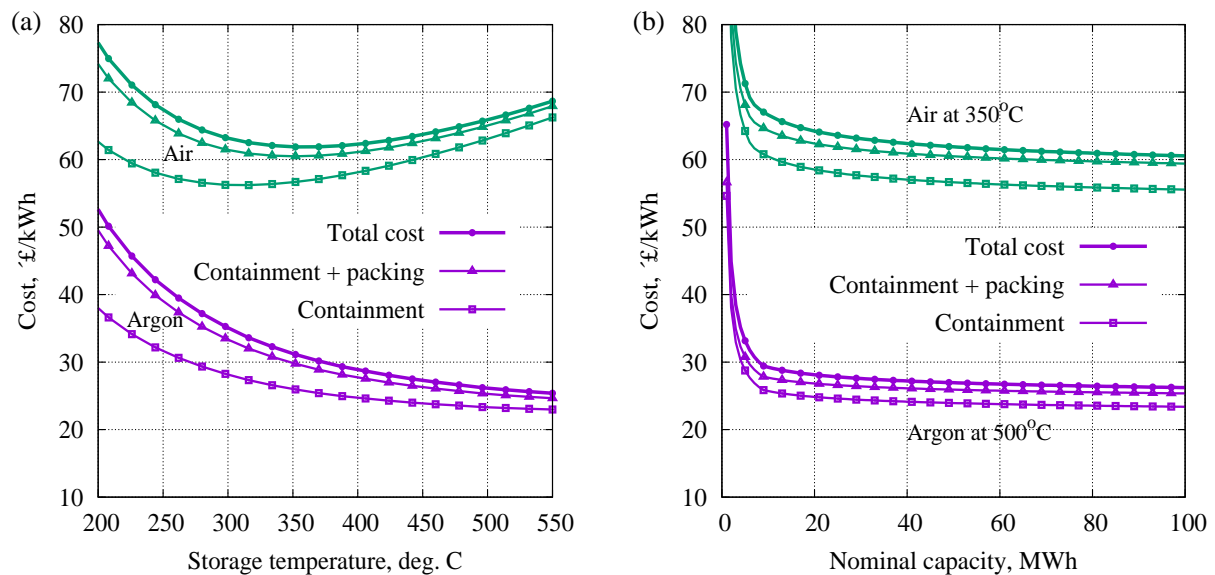 (a)
80
70
60
50
40
30
20
10
Cost, ´£/kWh
Air
Argon
Total cost
Containment + packing
Containment
200 250 300 350 400 450 500 550
Storage temperature, deg. C
(b)
80
70
60
50
40
30
20
10
Cost, ´£/kWh
Air at 350°C
Total cost
Containment + packing
Containment
Argon at 500°C
0 20 40 60 80 100
Nominal capacity, MWh